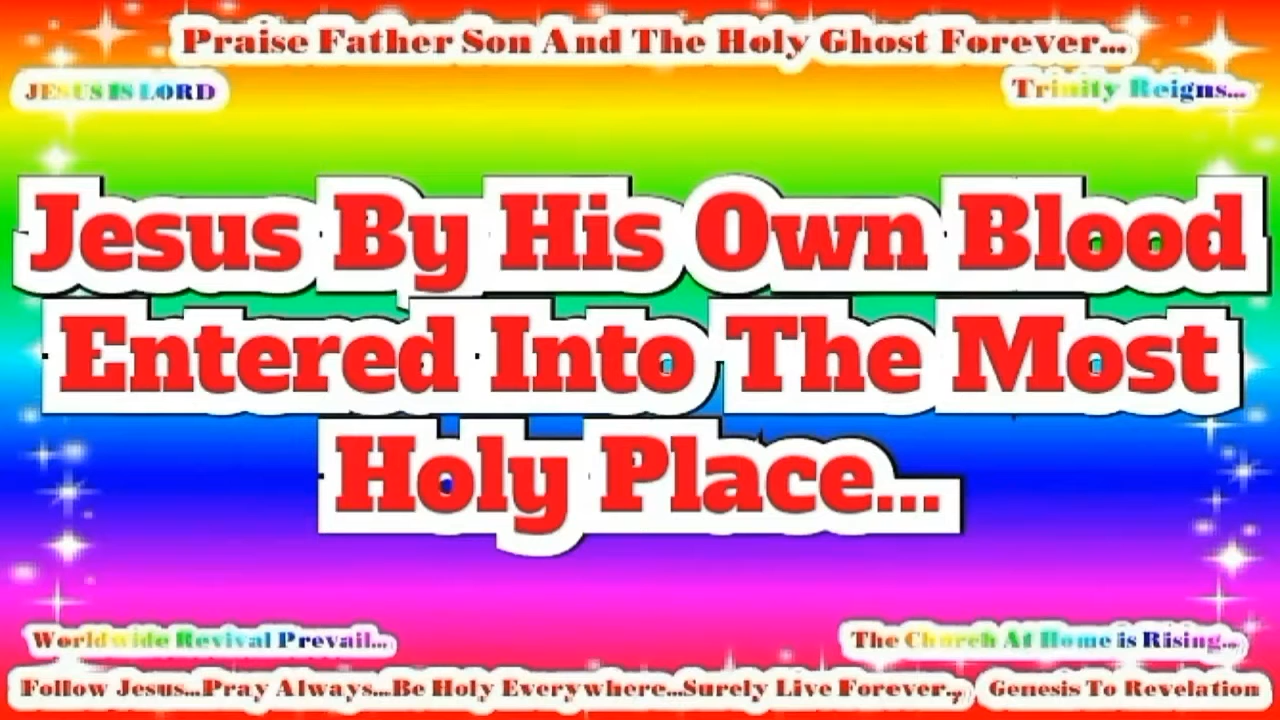 Praise Father Son And The Holy Ghost Forever...
JESUS IS LORD
Trinity Reigns...
Jesus By His Own Blood
Entered Into The Most
Holy Place...
Worldwide Revival Prevail...
The Church At Home is Rising...
Follow Jesus...Pray Always...Be Holy Everywhere...Surely Live Forever..,
Genesis To Revelation